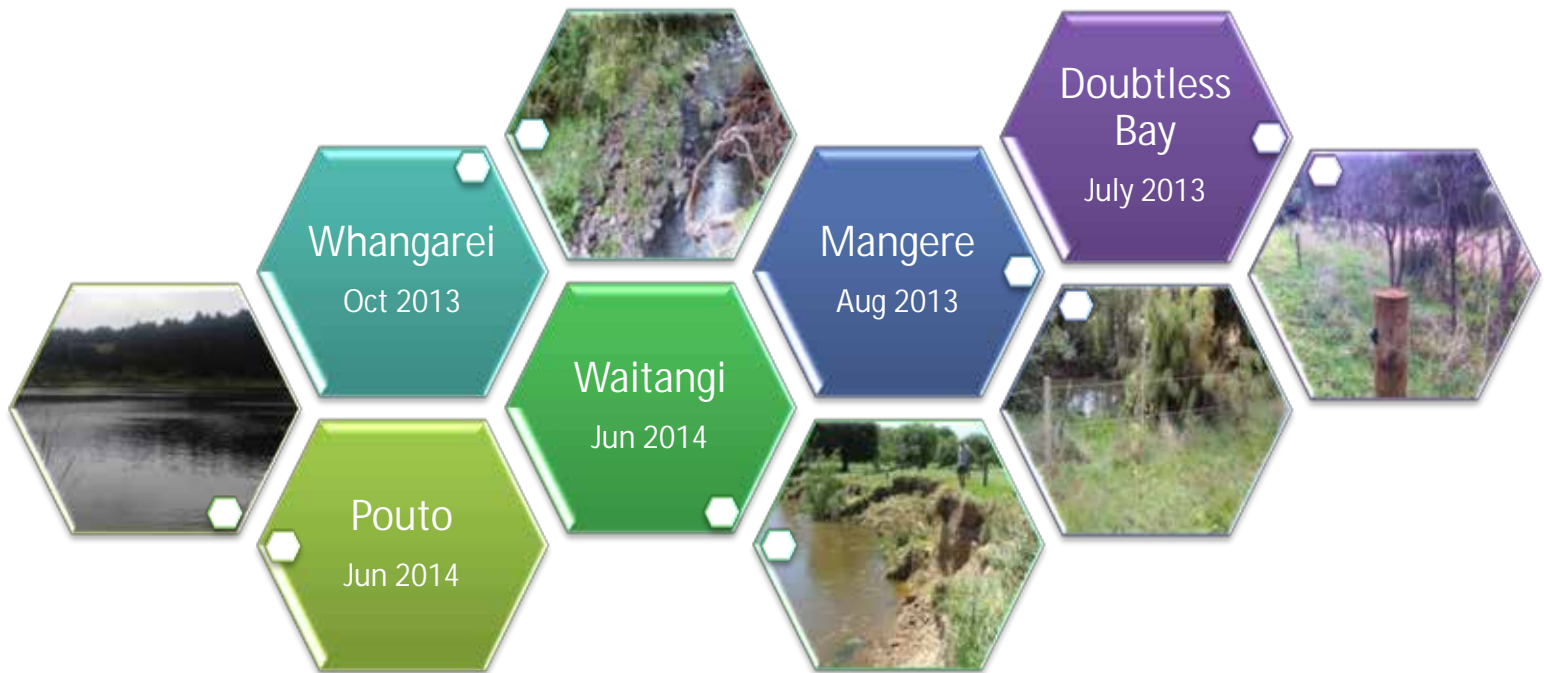 Doubtless
Bay
July 2013
Whangarei
Oct 2013
Mangere
Aug 2013
Waitangi
Jun 2014
Pouto
Jun 2014